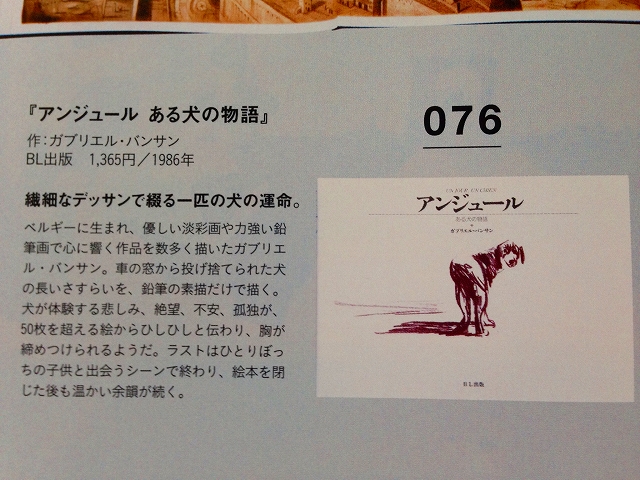 『アンジュール ある犬の物語』
作：ガブリエル・バンサン
BL出版　1,365円／1986年
076
繊細なデッサンで綴る一匹の犬の運命。
ベルギーに生まれ、優しい淡彩画や力強い鉛
筆画で心に響く作品を数多く描いたガブリエ
ル・バンサン。車の窓から投げ捨てられた犬
の長いさすらいを、鉛筆の素描だけで描く。
犬が体験する悲しみ、絶望、不安、孤独が、
50枚を超える絵からひしひしと伝わり、胸が
締めつけられるようだ。ラストはひとりぼっ
ちの子供と出会うシーンで終わり、絵本を閉
じた後も温かい余韻が続く。
UN JOUR, UN CHIEN
アンジュール
ある犬の物語
ガブリエル・バンサン
BL出版